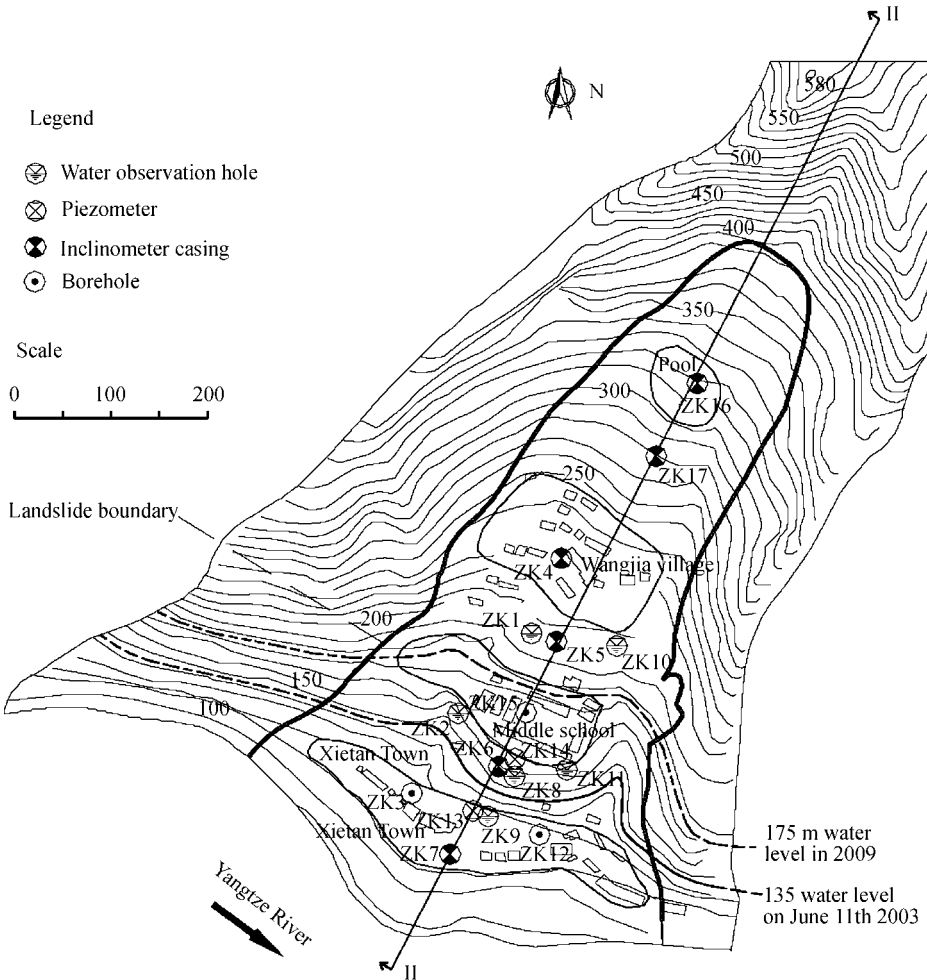 II
N
580
550
500
450
400
350
300
250
200
150
100
Legend
Water observation hole
Piezometer
Inclinometer casing
Borehole
Scale
0 100 200
Landslide boundary
Pool
ZK16
ZK17
ZK4
Wangjia village
ZK1
ZK5
ZK10
ZK15
ZK2
Middle school
ZK6
ZK14
ZK11
ZK8
Xietan Town
ZK3
ZK13
Xietan Town
ZK9
ZK12
ZK7
175 m water
level in 2009
135 water level
on June 11th 2003
Yangtze River
II